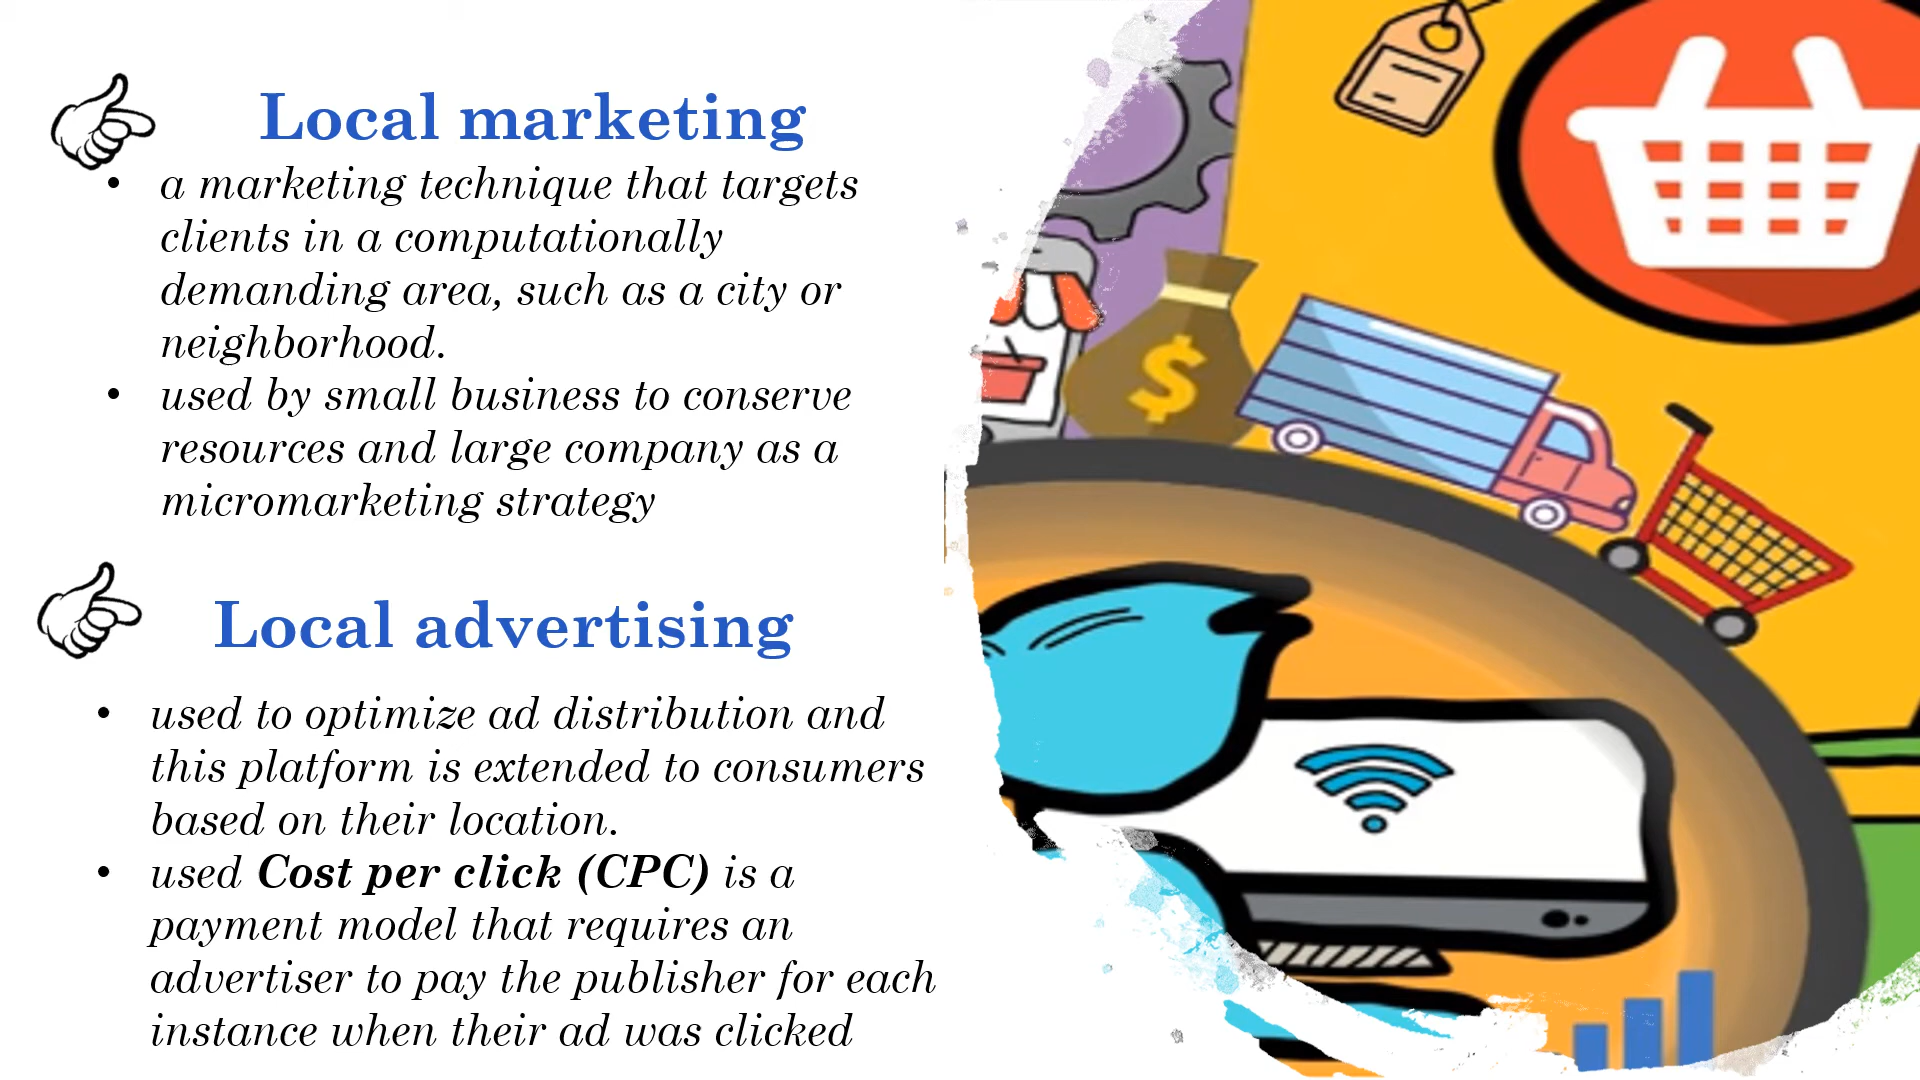 Local marketing
• a marketing technique that targets
clients in a computationally
demanding area, such as a city or
neighborhood.
• used by small business to conserve
resources and large company as a
micromarketing strategy
Local advertising
• used to optimize ad distribution and
this platform is extended to consumers
based on their location.
• used Cost per click (CPC) is a
payment model that requires an
advertiser to pay the publisher for each
instance when their ad was clicked
$